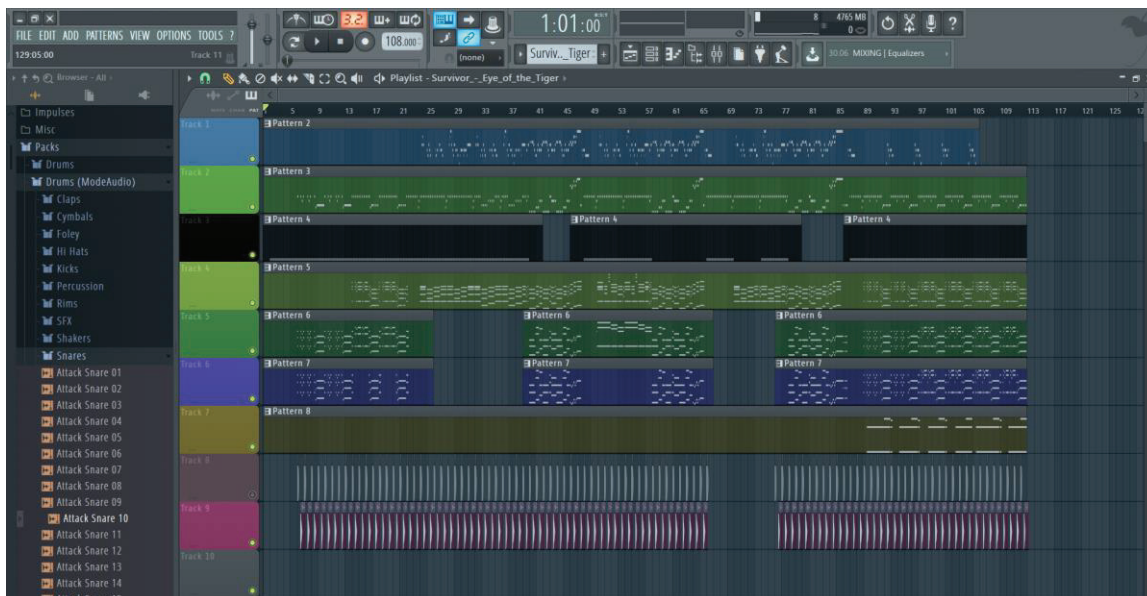 FILE EDIT ADD PATTERNS VIEW OPTIONS TOOLS ?
129:05:00 Track 11
3.2
108.000
(none)
1:01:00
Surviv.._Tiger
8 4765 MB
0
30:06 MIXING | Equalizers
Browser - All
Playlist - Survivor_-_Eye_of_the_Tiger
5 9 13 17 21 25 29 33 37 41 45 49 53 57 61 65 69 73 77 81 85 89 93 97 101 105 109 113 117 121 125
Impulses
Misc
Packs
Drums
Drums (ModeAudio)
Claps
Cymbals
Foley
Hi Hats
Kicks
Percussion
Rims
SFX
Shakers
Snares
Attack Snare 01
Attack Snare 02
Attack Snare 03
Attack Snare 04
Attack Snare 05
Attack Snare 06
Attack Snare 07
Attack Snare 08
Attack Snare 09
Attack Snare 10
Attack Snare 11
Attack Snare 12
Attack Snare 13
Attack Snare 14
Track 1 Pattern 2
Track 2 Pattern 3
Track 3 Pattern 4 Pattern 4 Pattern 4
Track 4 Pattern 5
Track 5 Pattern 6 Pattern 6 Pattern 6
Track 6 Pattern 7 Pattern 7 Pattern 7
Track 7 Pattern 8
Track 8
Track 9
Track 10